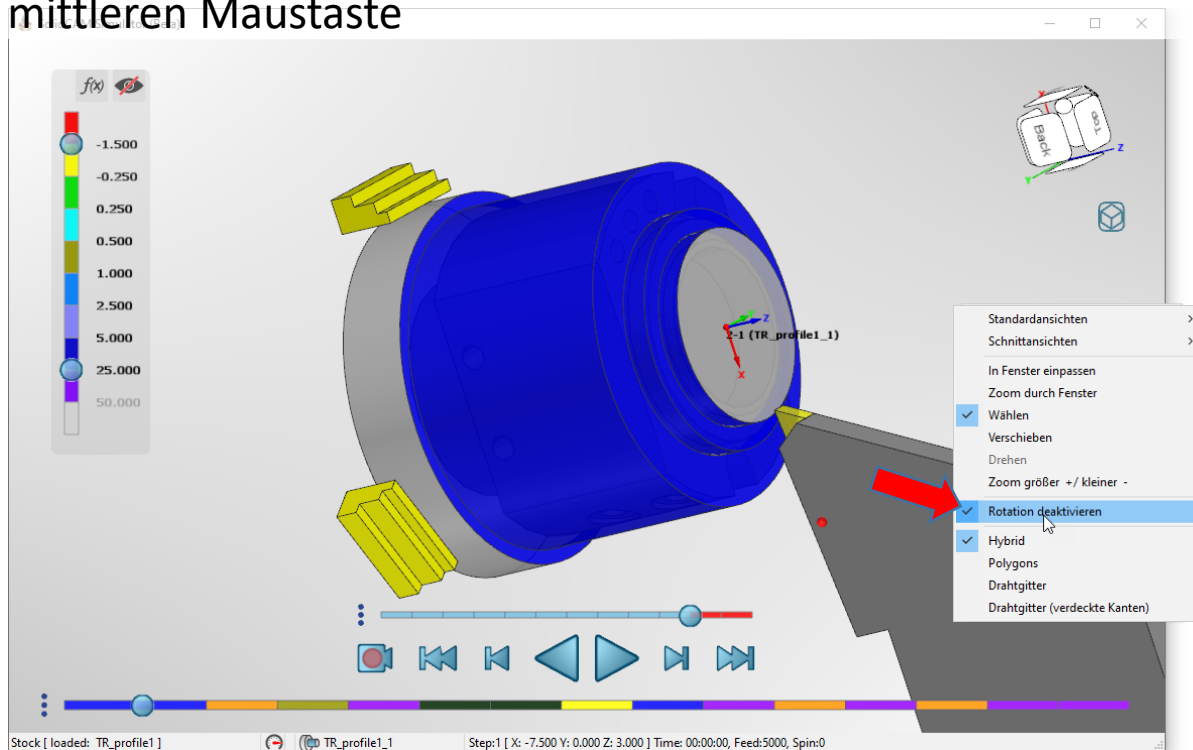 mittleren Maustaste
f(x)
-1.500
-0.250
0.250
0.500
1.000
2.500
5.000
25.000
50.000
X
Back
Top
Z
Y
Z
2-1 (TR_profile1_1)
X
Standardansichten
Schnittansichten
In Fenster einpassen
Zoom durch Fenster
Wählen
Verschieben
Drehen
Zoom größer +/ kleiner -
Rotation deaktivieren
Hybrid
Polygons
Drahtgitter
Drahtgitter (verdeckte Kanten)
Stock [ loaded: TR_profile1 ] TR_profile1_1 Step:1 [ X: -7.500 Y: 0.000 Z: 3.000 ] Time: 00:00:00, Feed:5000, Spin:0